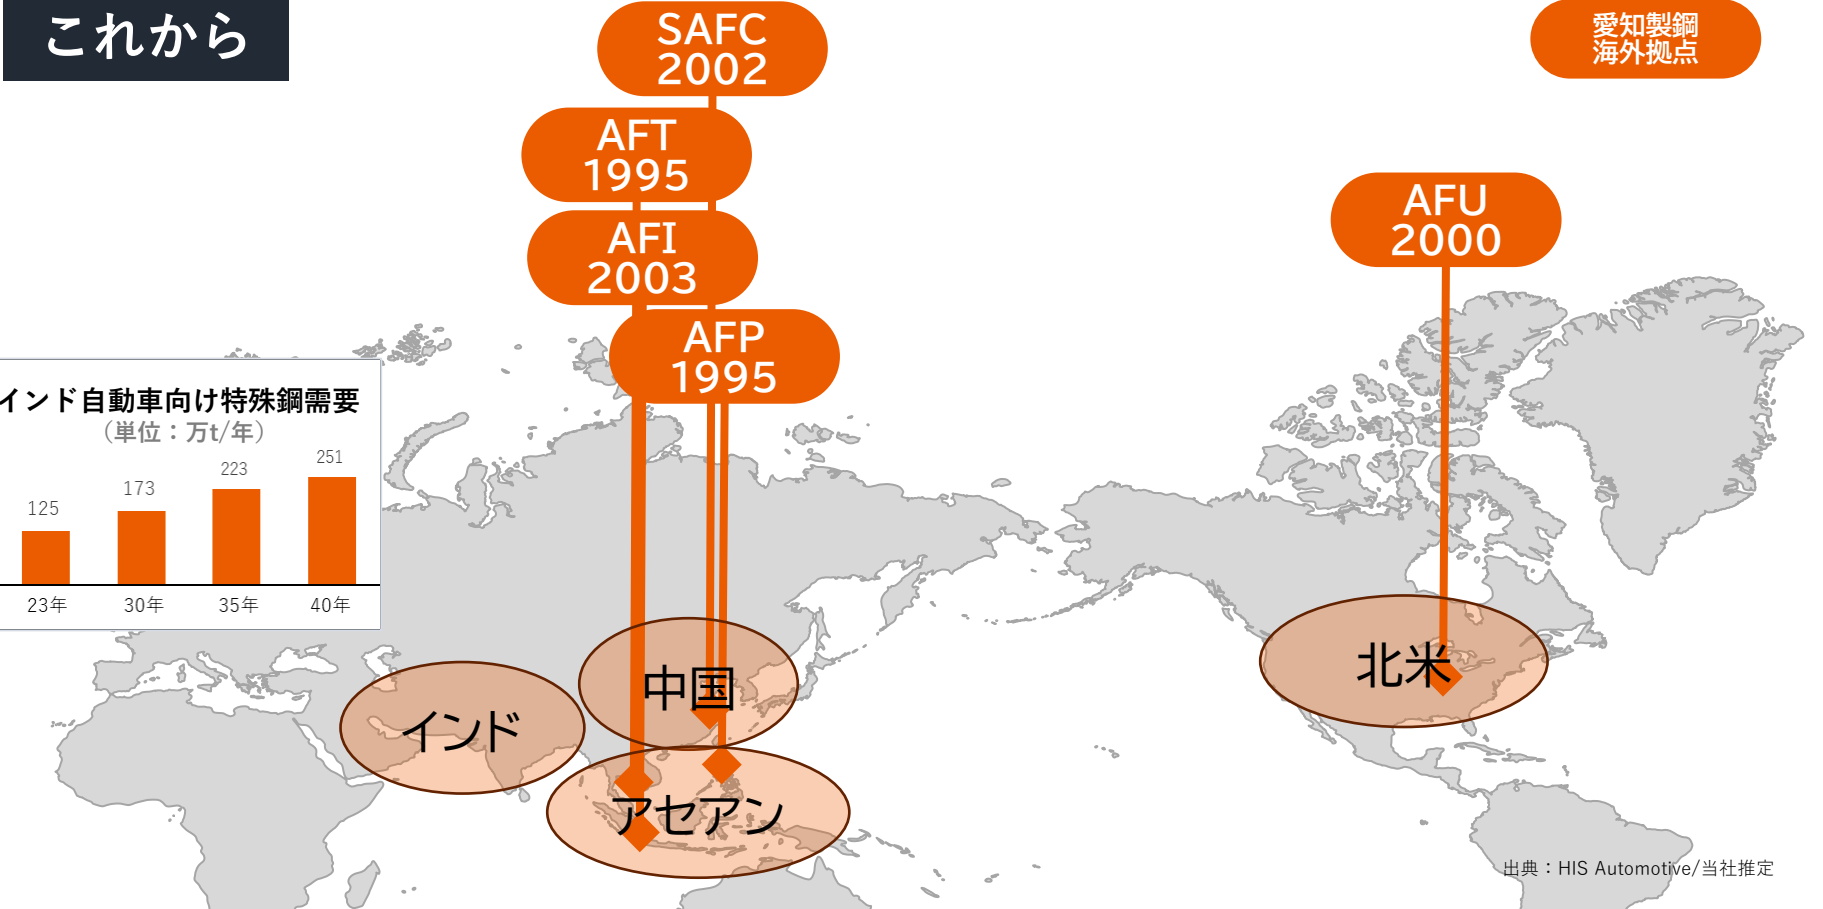 これから
SAFC
2002
愛知製鋼
海外拠点
AFT
1995
AFU
2000
AFI
2003
AFP
1995
インド自動車向け特殊鋼需要
（単位：万t/年）
125
173
223
251
23年
30年
35年
40年
中国
北米
インド
アセアン
出典：HIS Automotive/当社推定